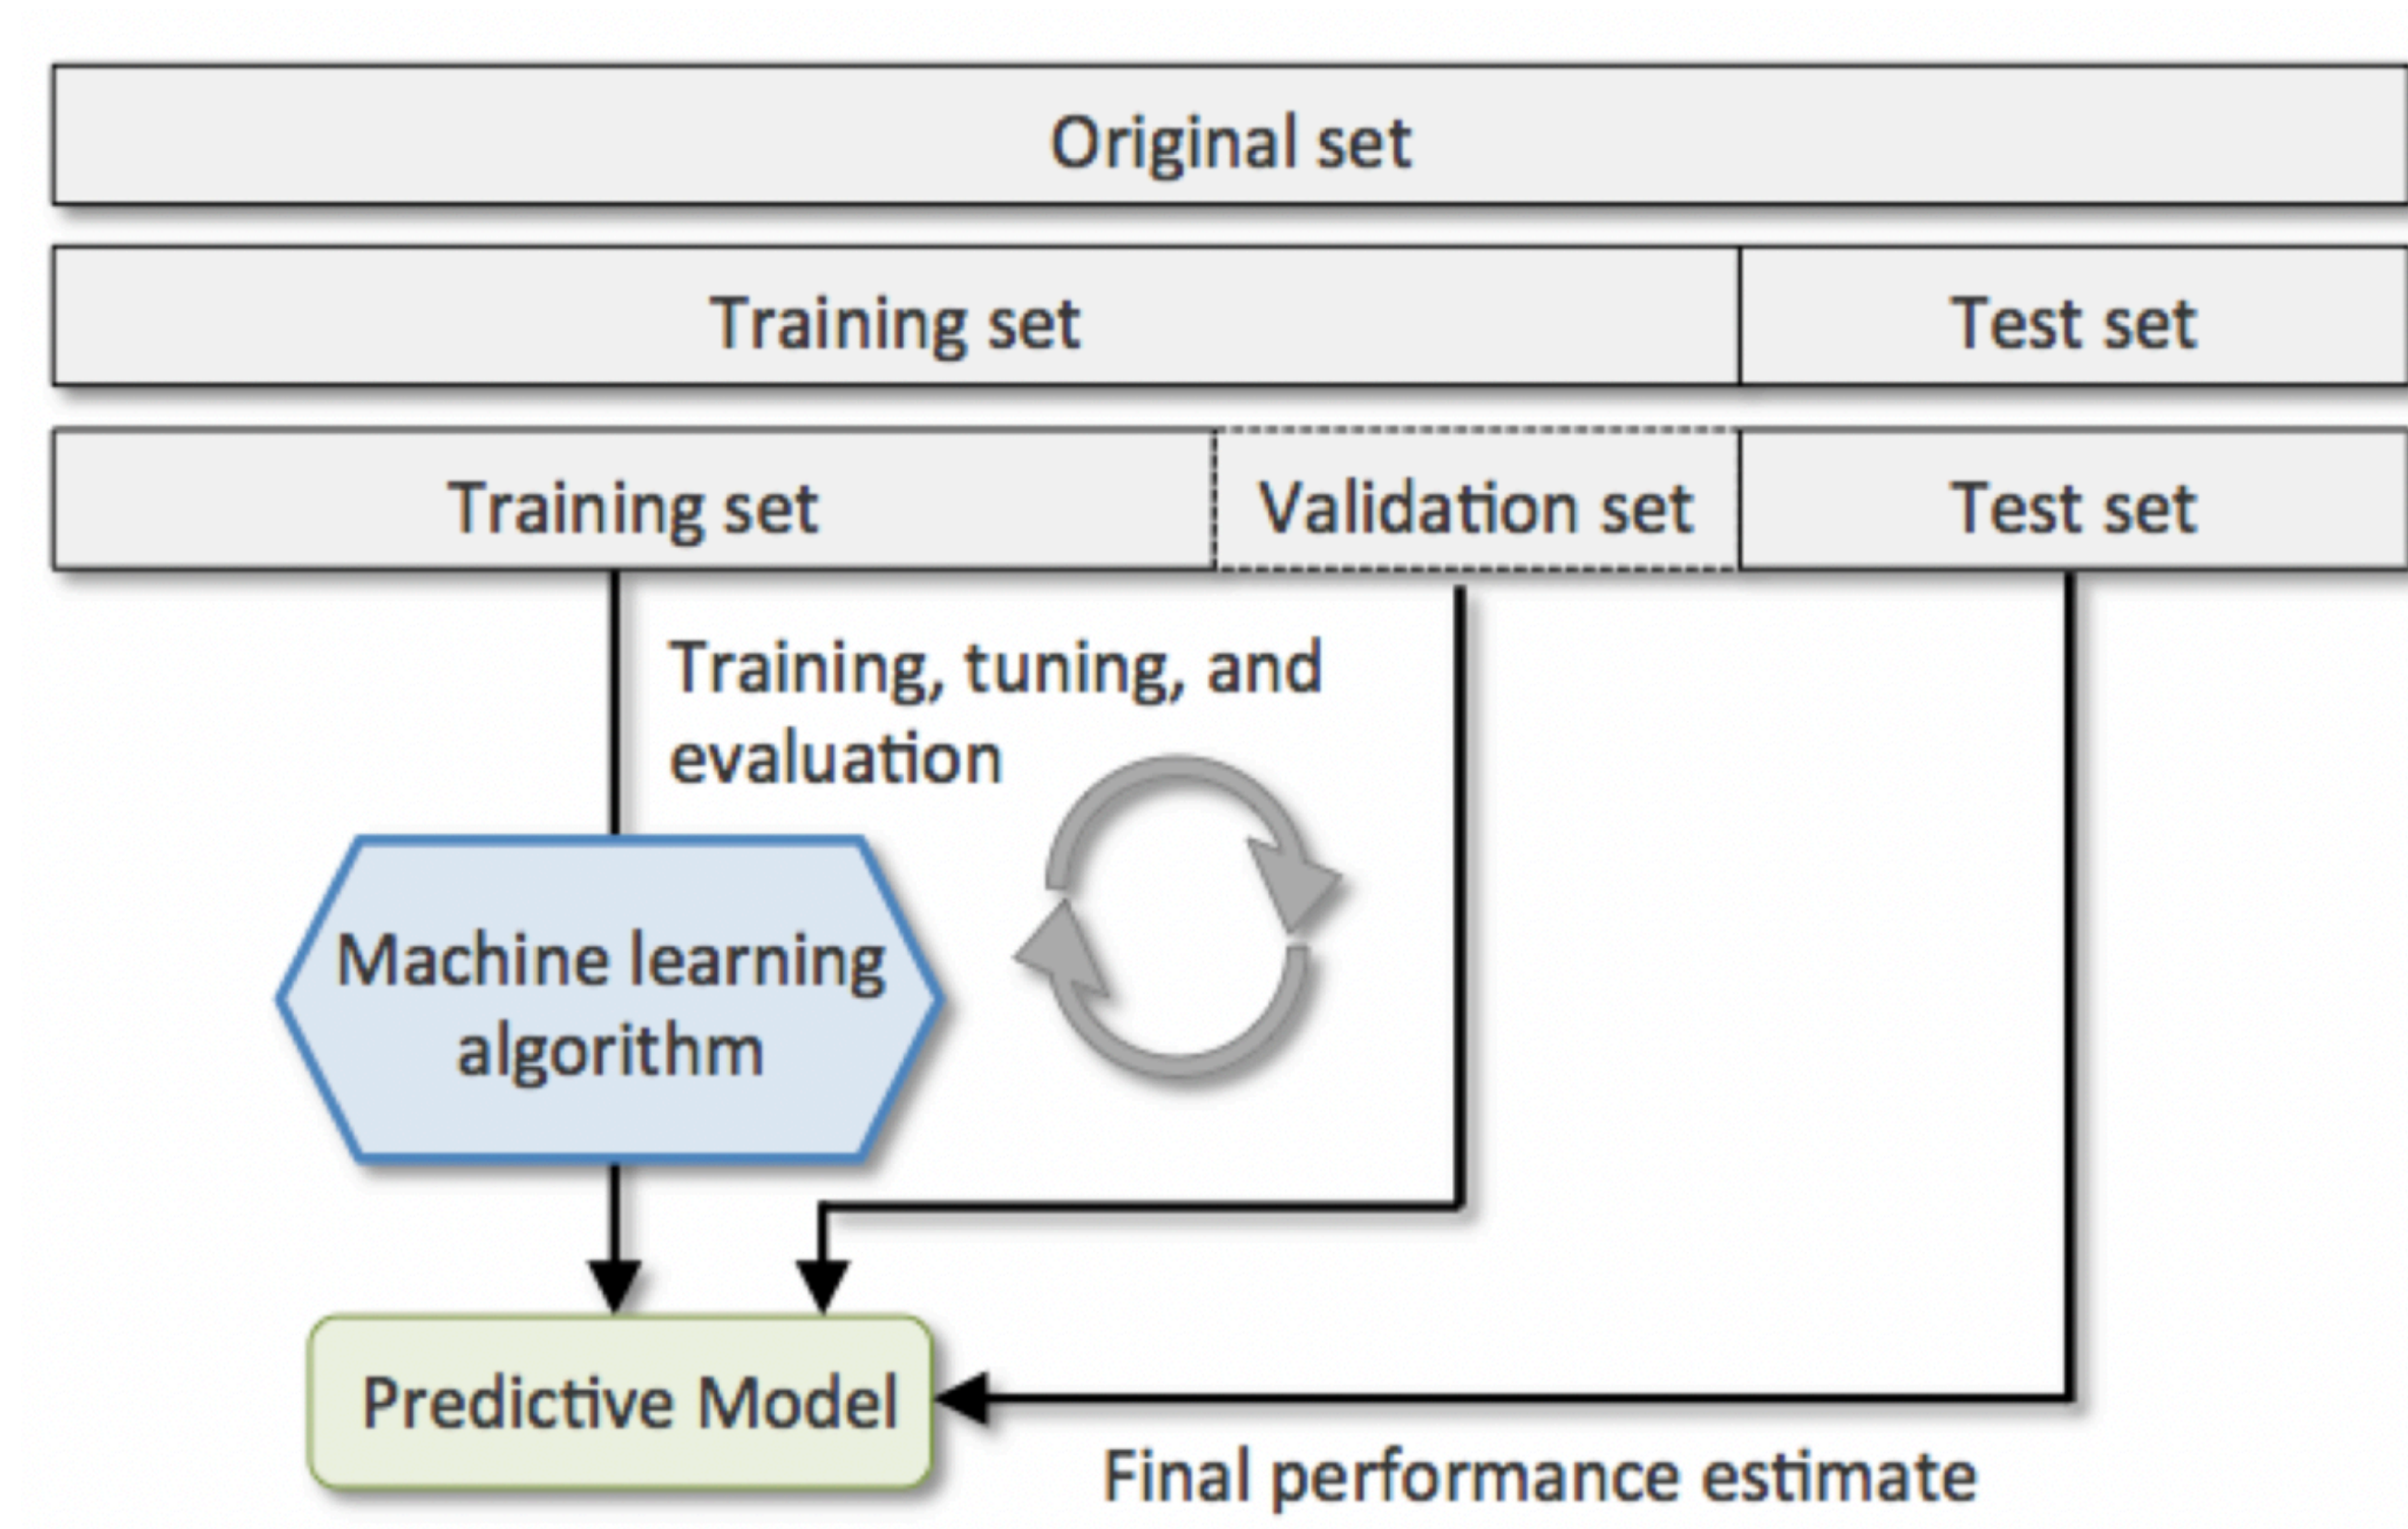 Original set
Training set
Test set
Training set
Validation set
Test set
Training, tuning, and
evaluation
Machine learning
algorithm
Predictive Model
Final performance estimate